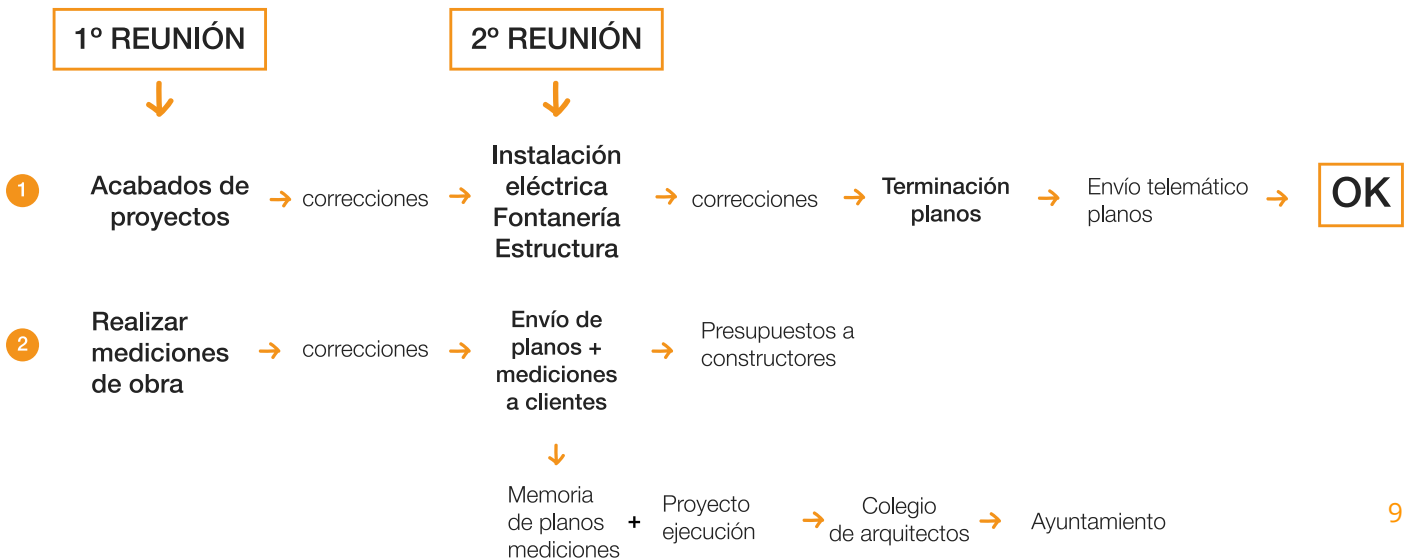 1º REUNIÓN
2º REUNIÓN
1
Acabados de
proyectos
correcciones
Instalación
eléctrica
Fontanería
Estructura
correcciones
Terminación
planos
Envío telemático
planos
OK
2
Realizar
mediciones
de obra
correcciones
Envío de
planos +
mediciones
a clientes
Presupuestos a
constructores
Memoria
de planos
mediciones
+
Proyecto
ejecución
Colegio
de arquitectos
Ayuntamiento
9